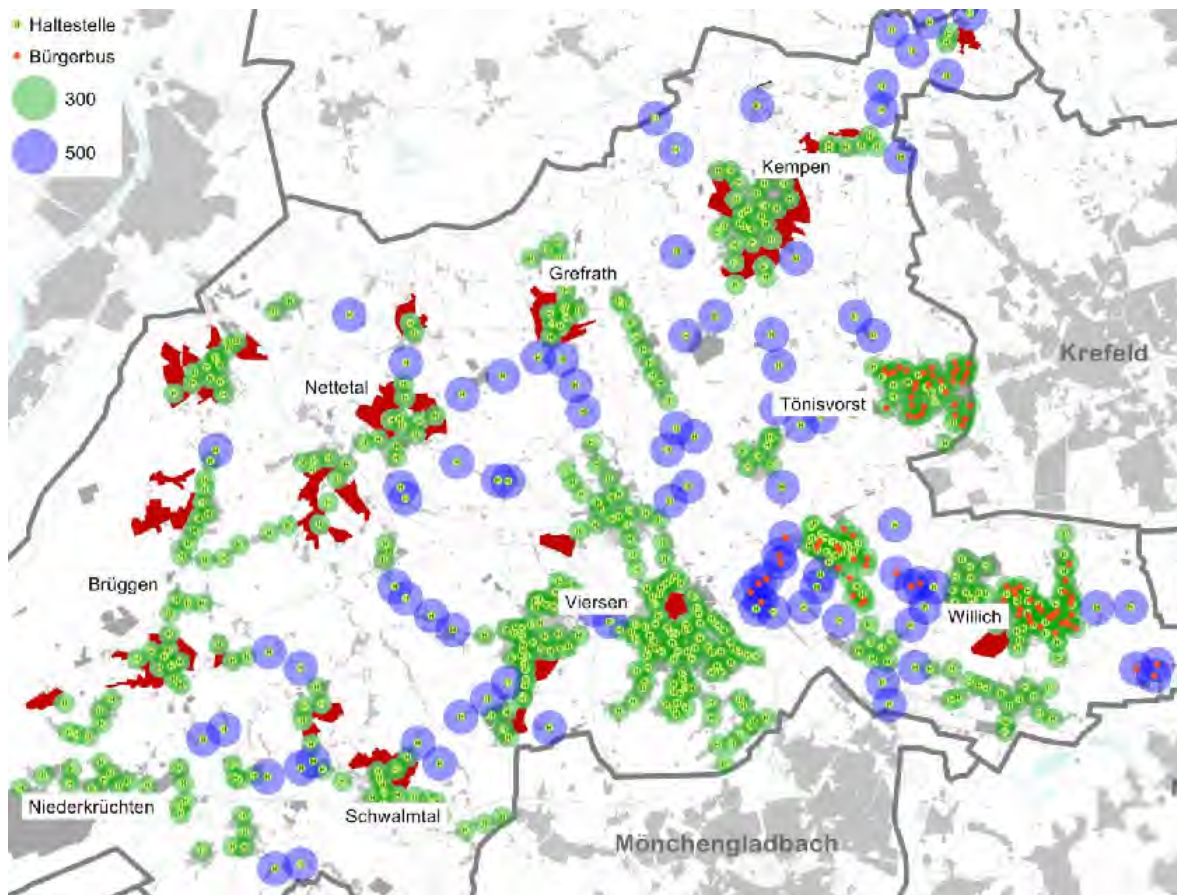 Haltestelle
Bürgerbus
300
500
Kempen
Grefrath
Krefeld
Nettetal
Tönisvorst
Brüggen
Viersen
Willich
Niederkrüchten
Schwalmtal
Mönchengladbach